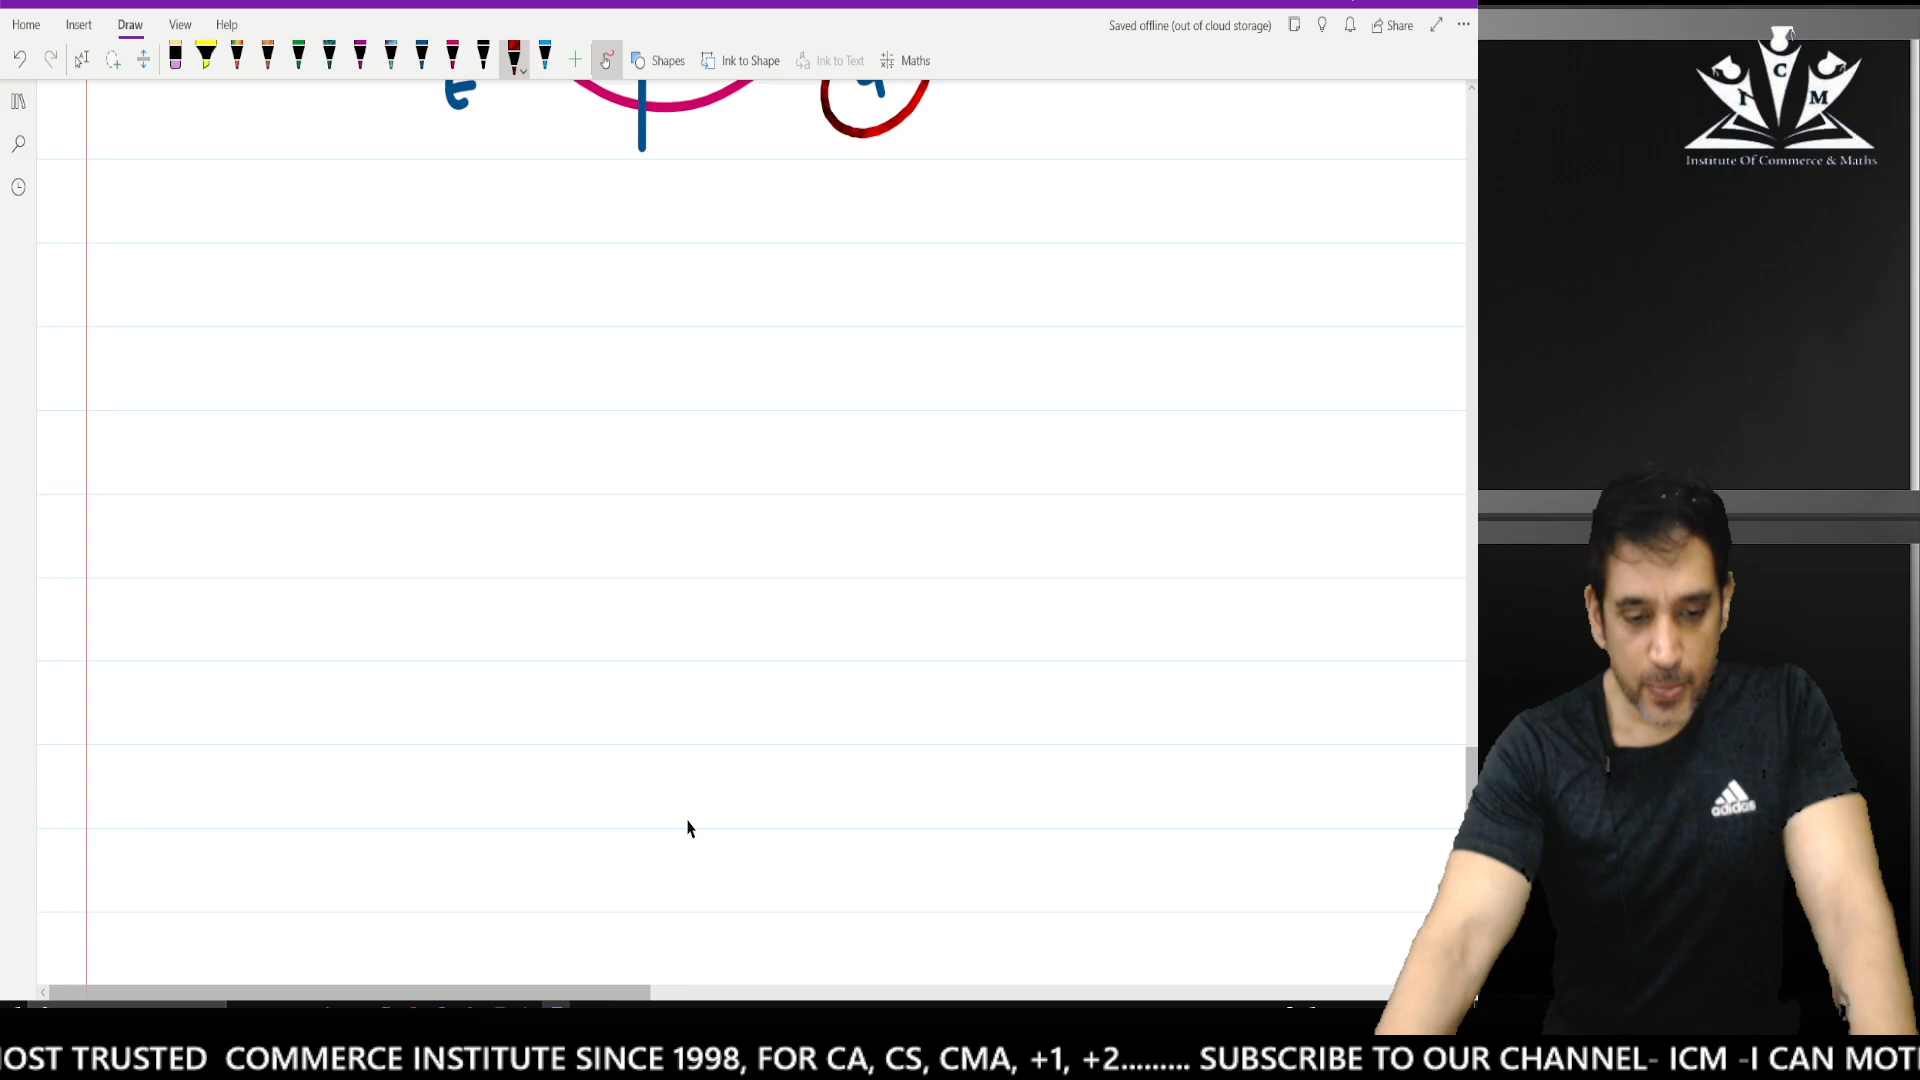 Home Insert Draw View Help Saved offline (out of cloud storage) Share
Shapes Ink to Shape Ink to Text Maths
e
I C M
Institute Of Commerce & Maths
adidas
OST TRUSTED COMMERCE INSTITUTE SINCE 1998, FOR CA, CS, CMA, +1, +2......... SUBSCRIBE TO OUR CHANNEL- ICM -I CAN MOTI